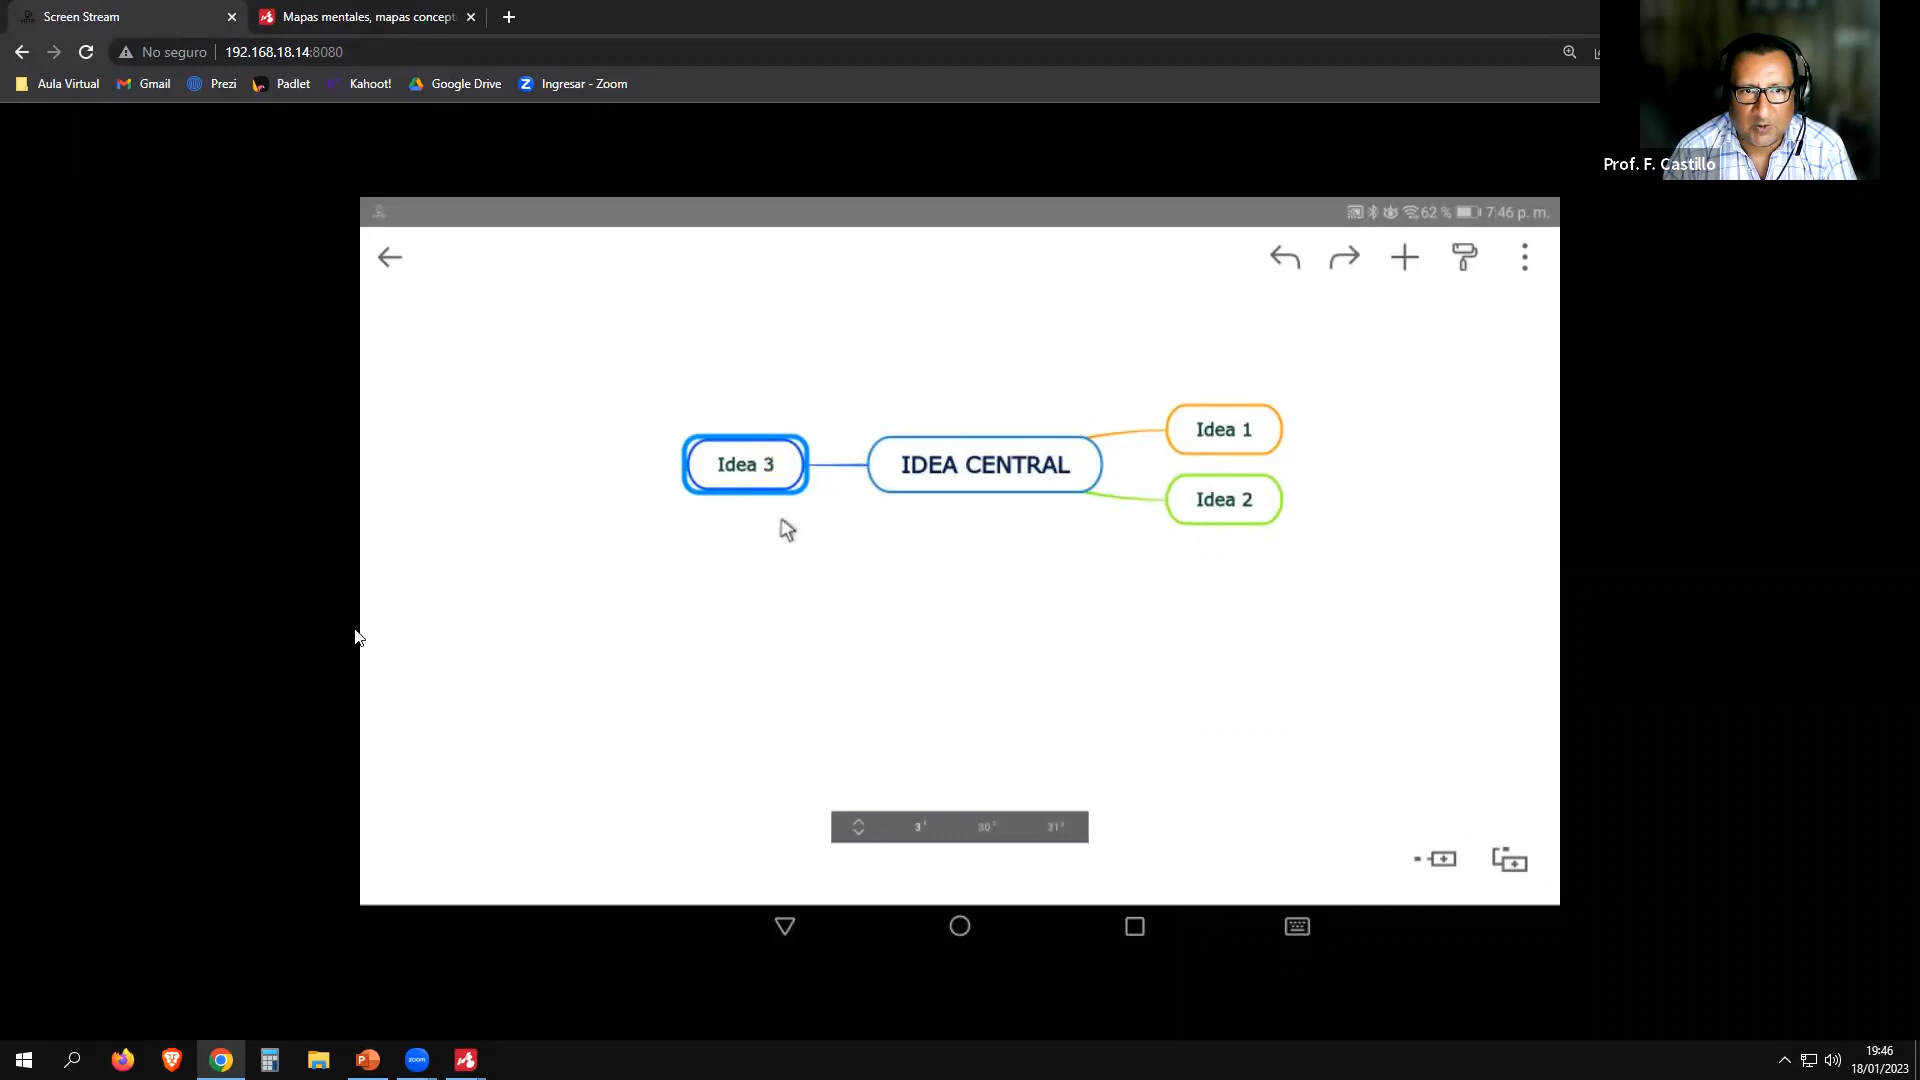 Screen Stream
Mapas mentales, mapas concept
No seguro
192.168.18.14:8080
Aula Virtual
Gmail
Prezi
Padlet
Kahoot!
Google Drive
Ingresar - Zoom
Prof. F. Castillo
62 %
7:46 p. m.
Idea 1
Idea 3
IDEA CENTRAL
Idea 2
zoom
19:46
18/01/2023